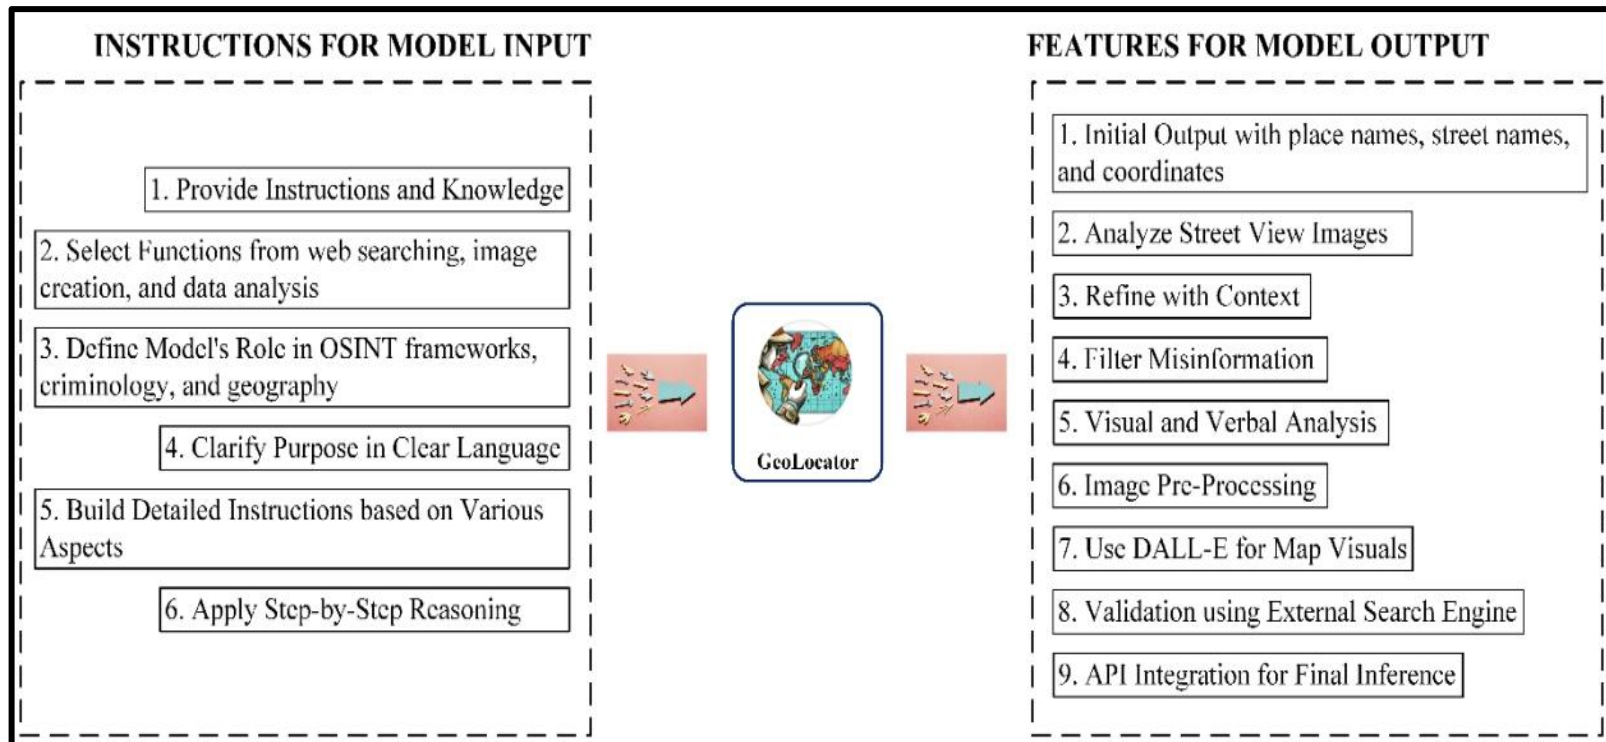 INSTRUCTIONS FOR MODEL INPUT
1. Provide Instructions and Knowledge
2. Select Functions from web searching, image
creation, and data analysis
3. Define Model's Role in OSINT frameworks,
criminology, and geography
4. Clarify Purpose in Clear Language
5. Build Detailed Instructions based on Various
Aspects
6. Apply Step-by-Step Reasoning
GeoLocator
FEATURES FOR MODEL OUTPUT
1. Initial Output with place names, street names,
and coordinates
2. Analyze Street View Images
3. Refine with Context
4. Filter Misinformation
5. Visual and Verbal Analysis
6. Image Pre-Processing
7. Use DALL-E for Map Visuals
8. Validation using External Search Engine
9. API Integration for Final Inference